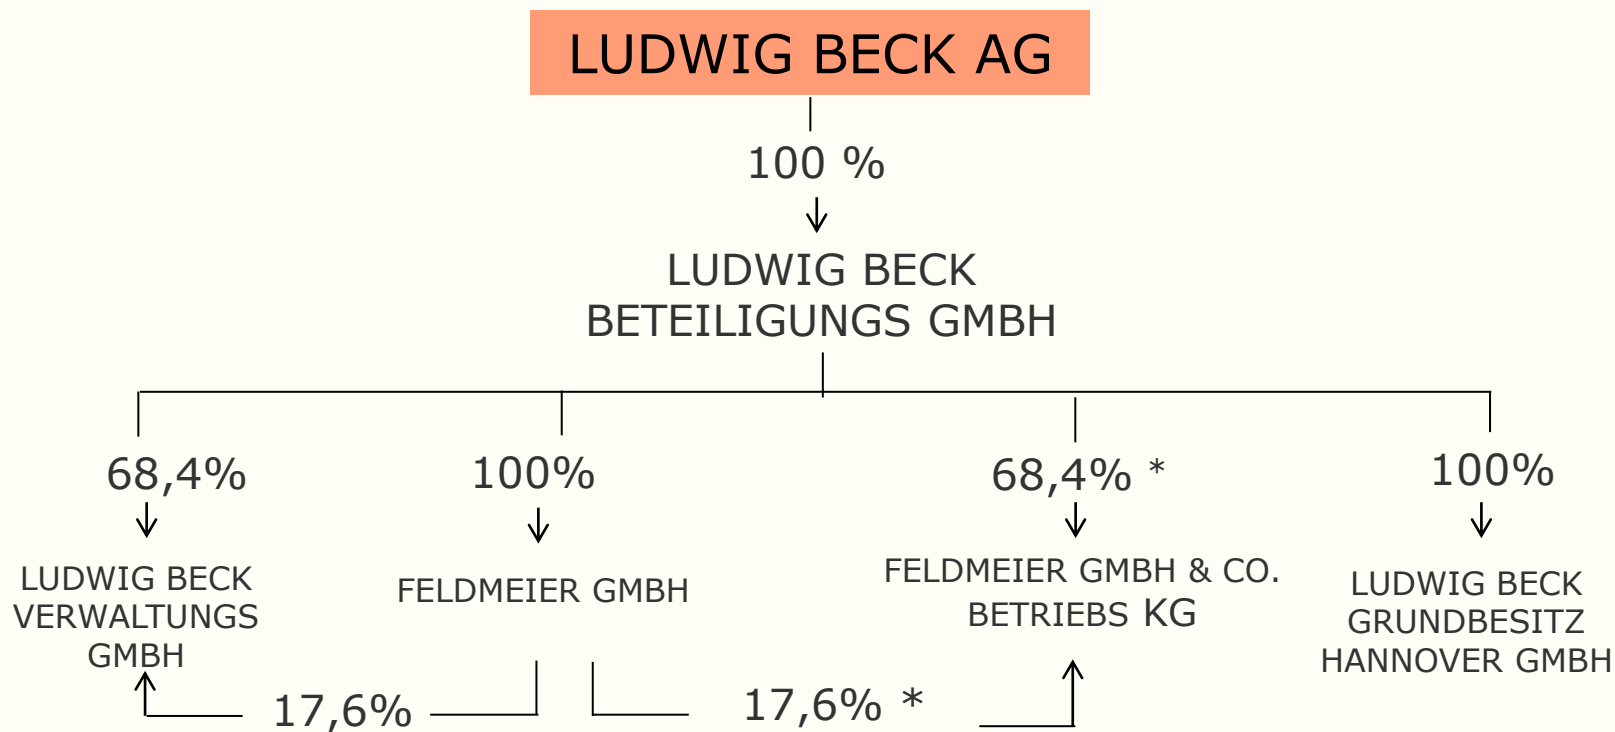 LUDWIG BECK AG
100 %
LUDWIG BECK
BETEILIGUNGS GMBH
68,4%
100%
68,4% *
100%
LUDWIG BECK
VERWALTUNGS
GMBH
FELDMEIER GMBH
FELDMEIER GMBH & CO.
BETRIEBS KG
LUDWIG BECK
GRUNDBESITZ
HANNOVER GMBH
17,6%
17,6% *